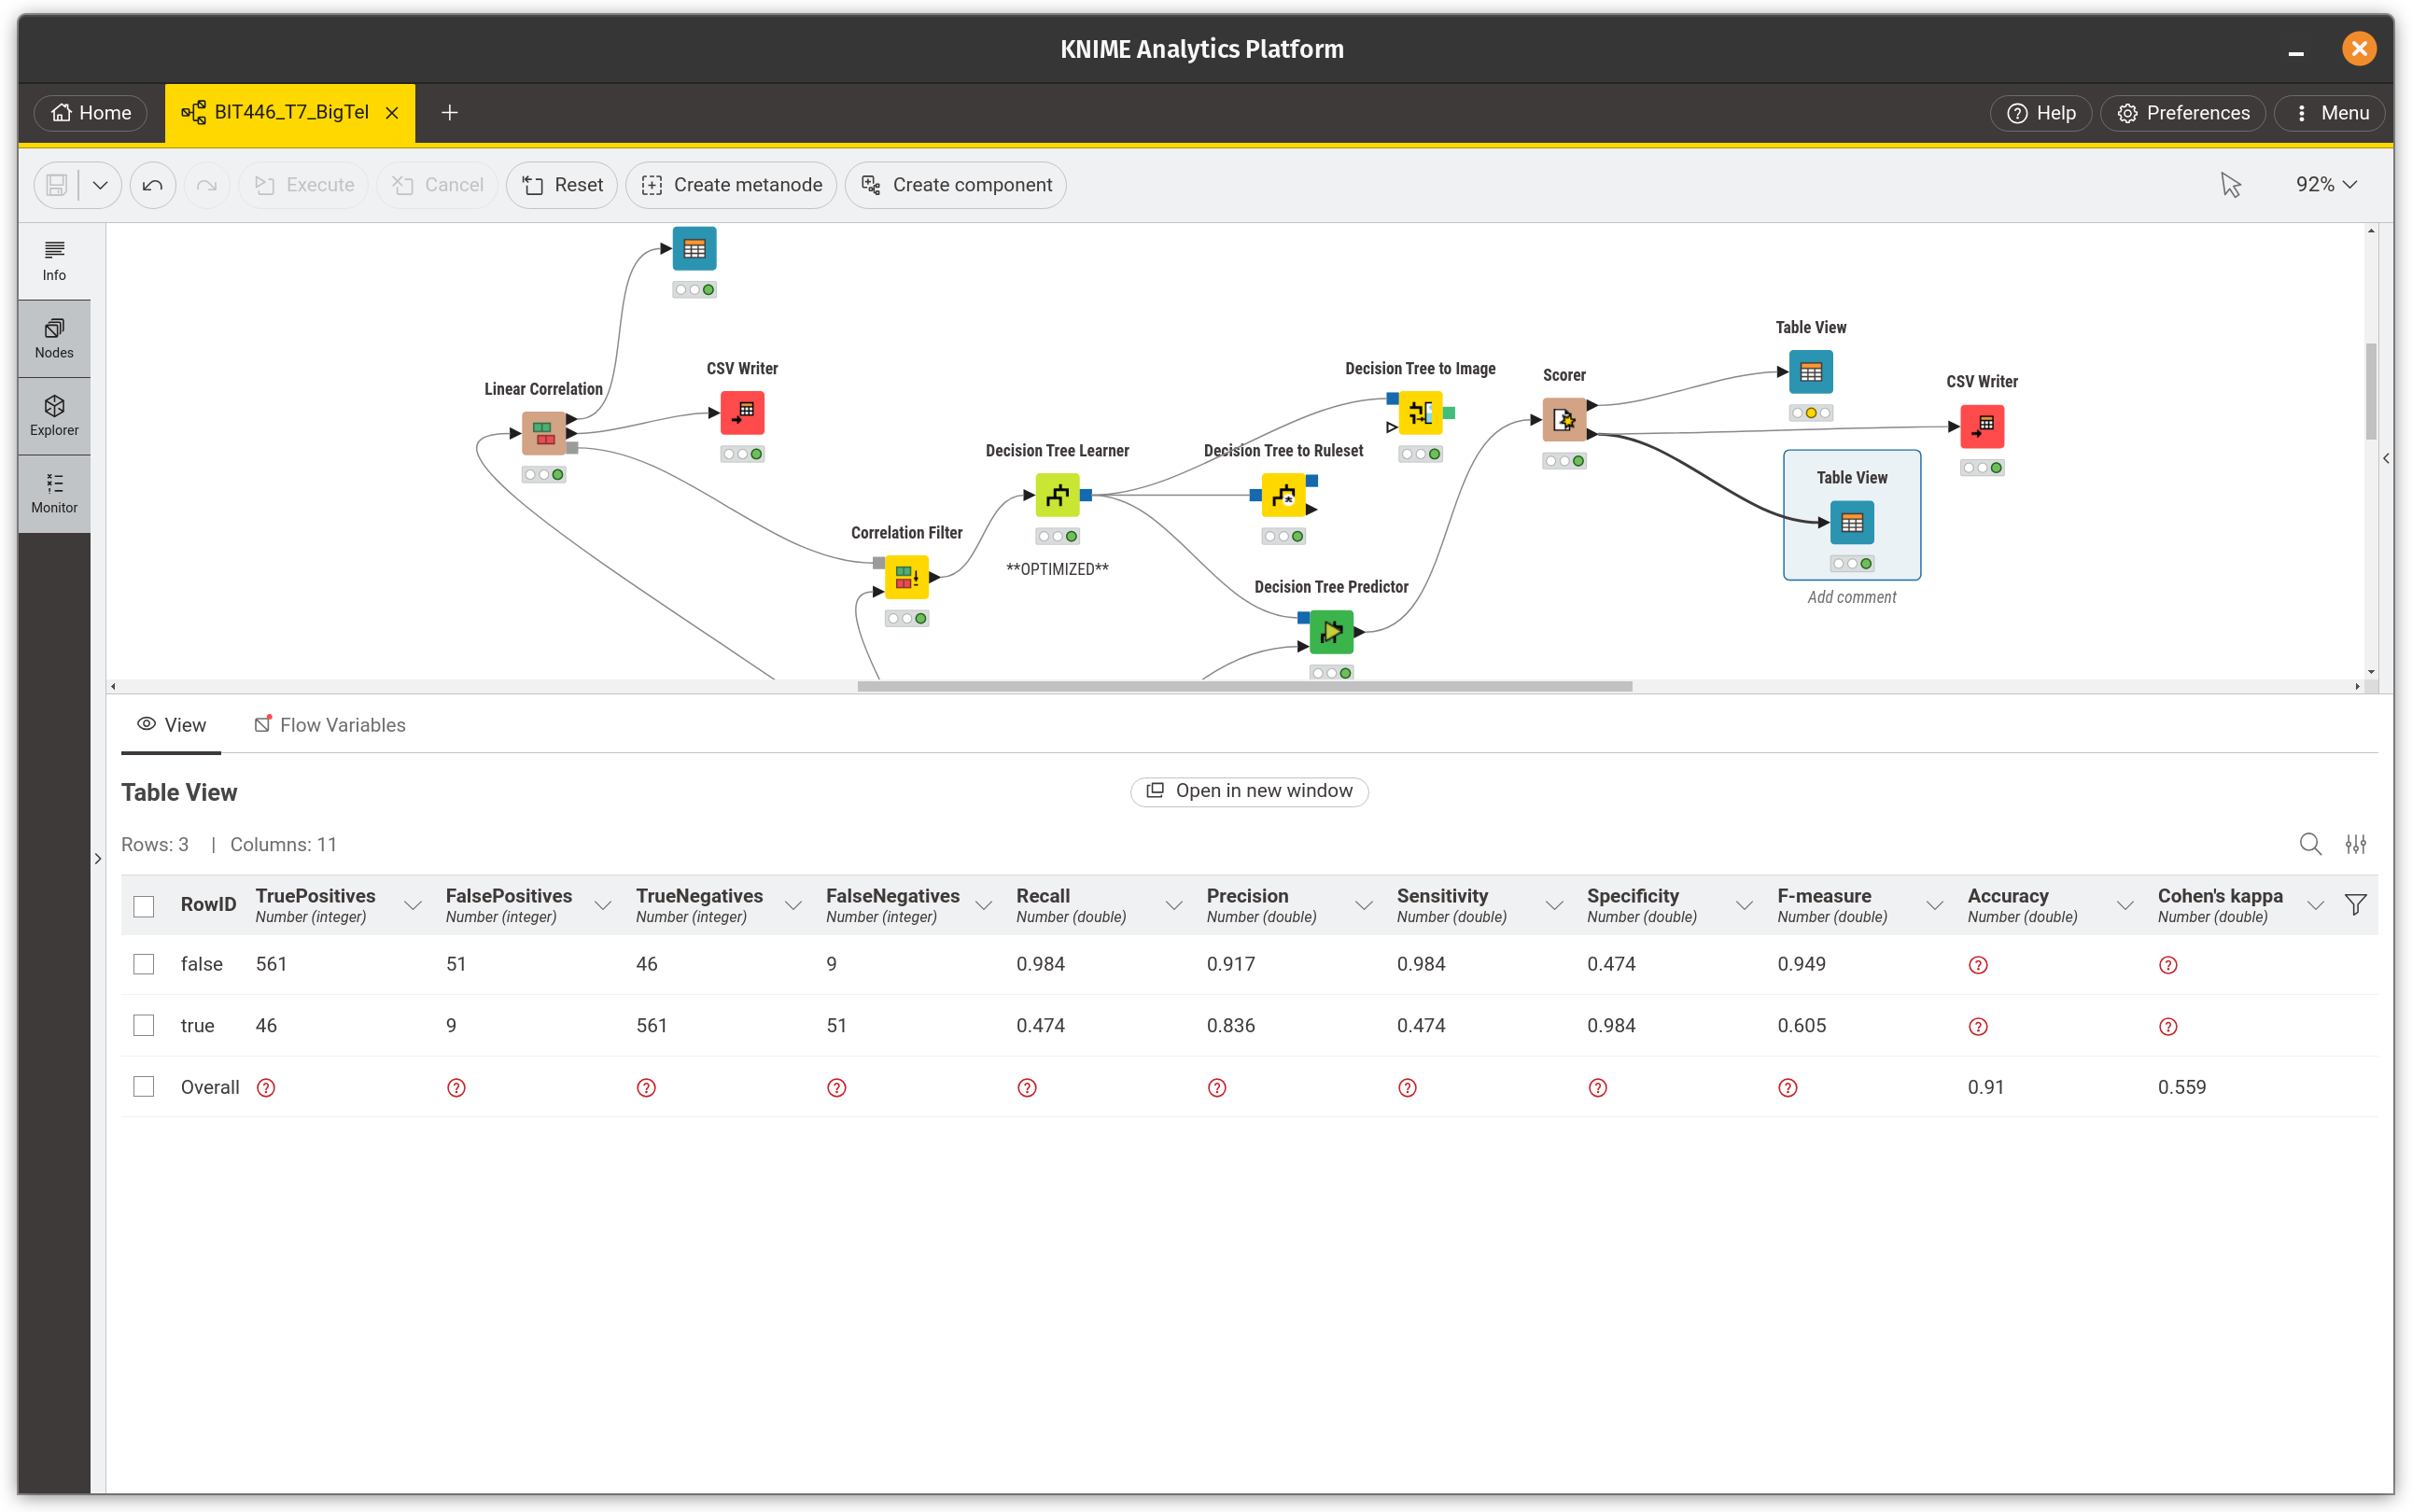 KNIME Analytics Platform
Home
BIT446_T7_BigTel
Help
Preferences
Menu
Execute
Cancel
Reset
Create metanode
Create component
92%
Info
Nodes
Explorer
Monitor
Linear Correlation
CSV Writer
Correlation Filter
Decision Tree Learner
**OPTIMIZED**
Decision Tree to Image
Decision Tree to Ruleset
Decision Tree Predictor
Scorer
Table View
CSV Writer
Table View
Add comment
View
Flow Variables
Table View
Open in new window
Rows: 3 | Columns: 11
RowID TruePositives FalsePositives TrueNegatives FalseNegatives Recall Precision Sensitivity Specificity F-measure Accuracy Cohen's kappa
Number (integer) Number (integer) Number (integer) Number (integer) Number (double) Number (double) Number (double) Number (double) Number (double) Number (double) Number (double)
false 561 51 46 9 0.984 0.917 0.984 0.474 0.949 ? ?
true 46 9 561 51 0.474 0.836 0.474 0.984 0.605 ? ?
Overall ? ? ? ? ? ? ? ? ? 0.91 0.559